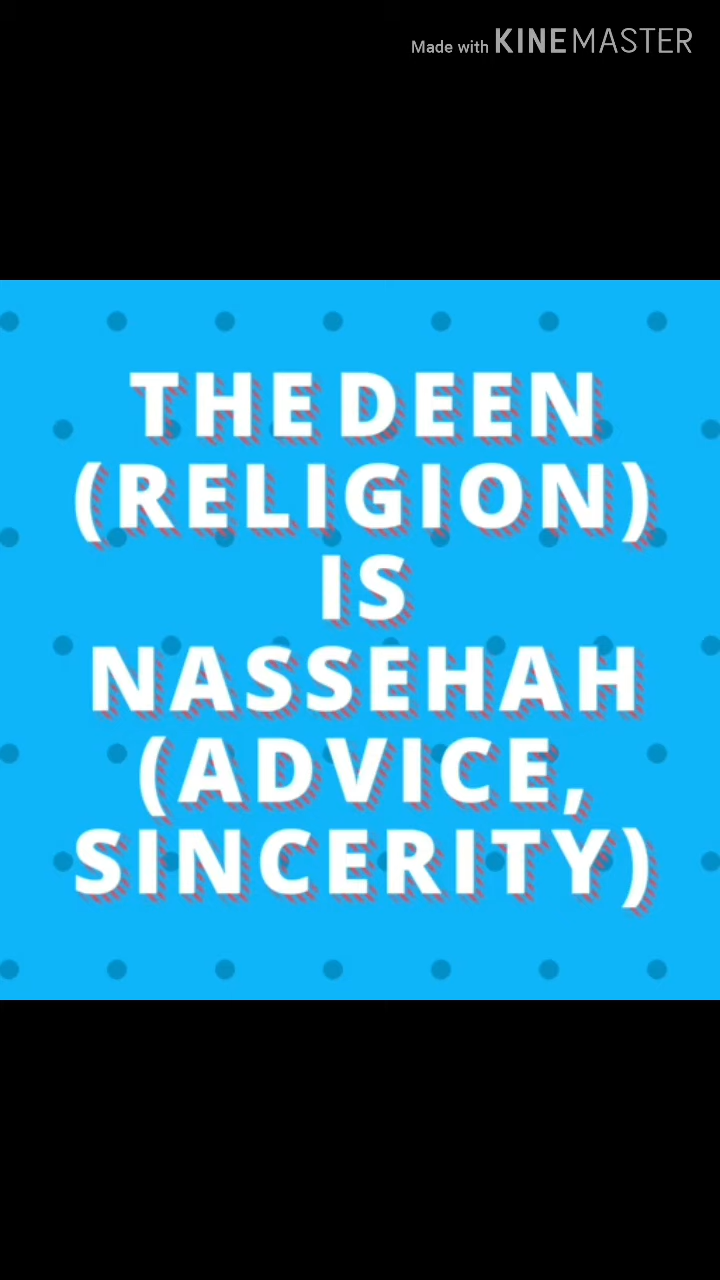 Made with KINEMASTER
THE DEEN
(RELIGION)
IS
NASSEHAH
(ADVICE,
SINCERITY)